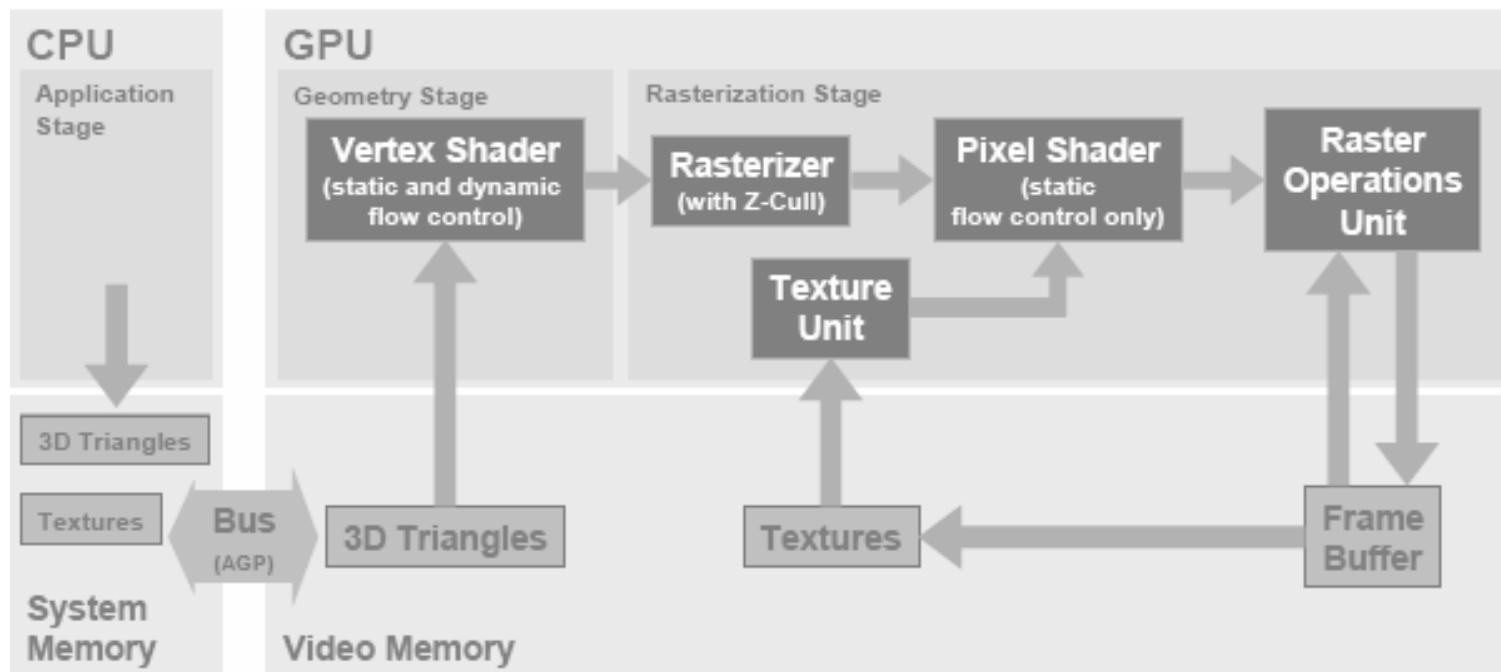 CPU
Application
Stage
3D Triangles
Textures
System
Memory
Bus
(AGP)
GPU
Geometry Stage
Vertex Shader
(static and dynamic
flow control)
Rasterization Stage
Rasterizer
(with Z-Cull)
Pixel Shader
(static
flow control only)
Raster
Operations
Unit
Texture
Unit
3D Triangles
Textures
Frame
Buffer
Video Memory